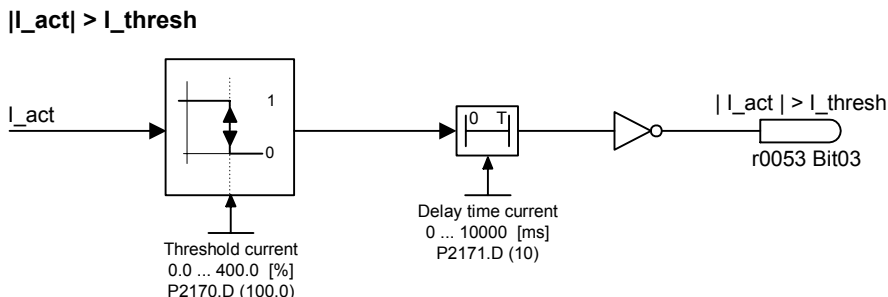 |I_act| > I_thresh
I_act
1
0
0 T
| I_act | > I_thresh
r0053 Bit03
Threshold current
0.0 ... 400.0 [%]
P2170.D (100.0)
Delay time current
0 ... 10000 [ms]
P2171.D (10)